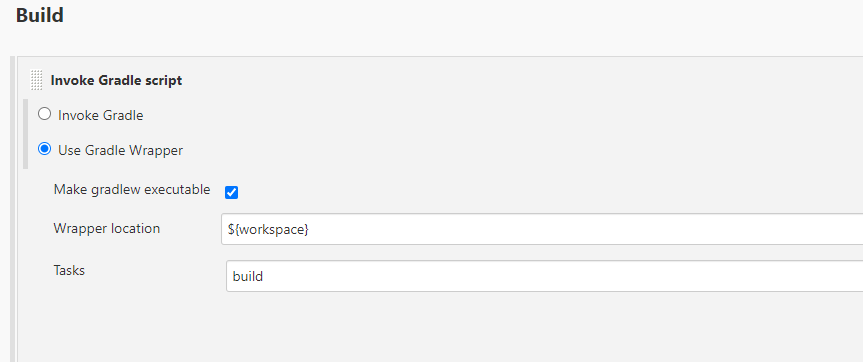 Build
Invoke Gradle script
Invoke Gradle
Use Gradle Wrapper
Make gradlew executable
Wrapper location
${workspace}
Tasks
build